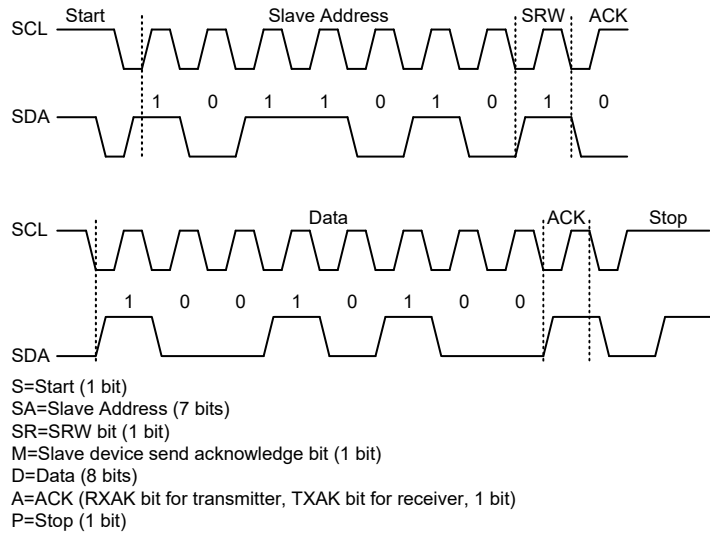 Start Slave Address SRW ACK
SCL
1 0 1 1 0 1 0 1 0
SDA
Data ACK Stop
SCL
1 0 0 1 0 1 0 0
SDA
S=Start (1 bit)
SA=Slave Address (7 bits)
SR=SRW bit (1 bit)
M=Slave device send acknowledge bit (1 bit)
D=Data (8 bits)
A=ACK (RXAK bit for transmitter, TXAK bit for receiver, 1 bit)
P=Stop (1 bit)